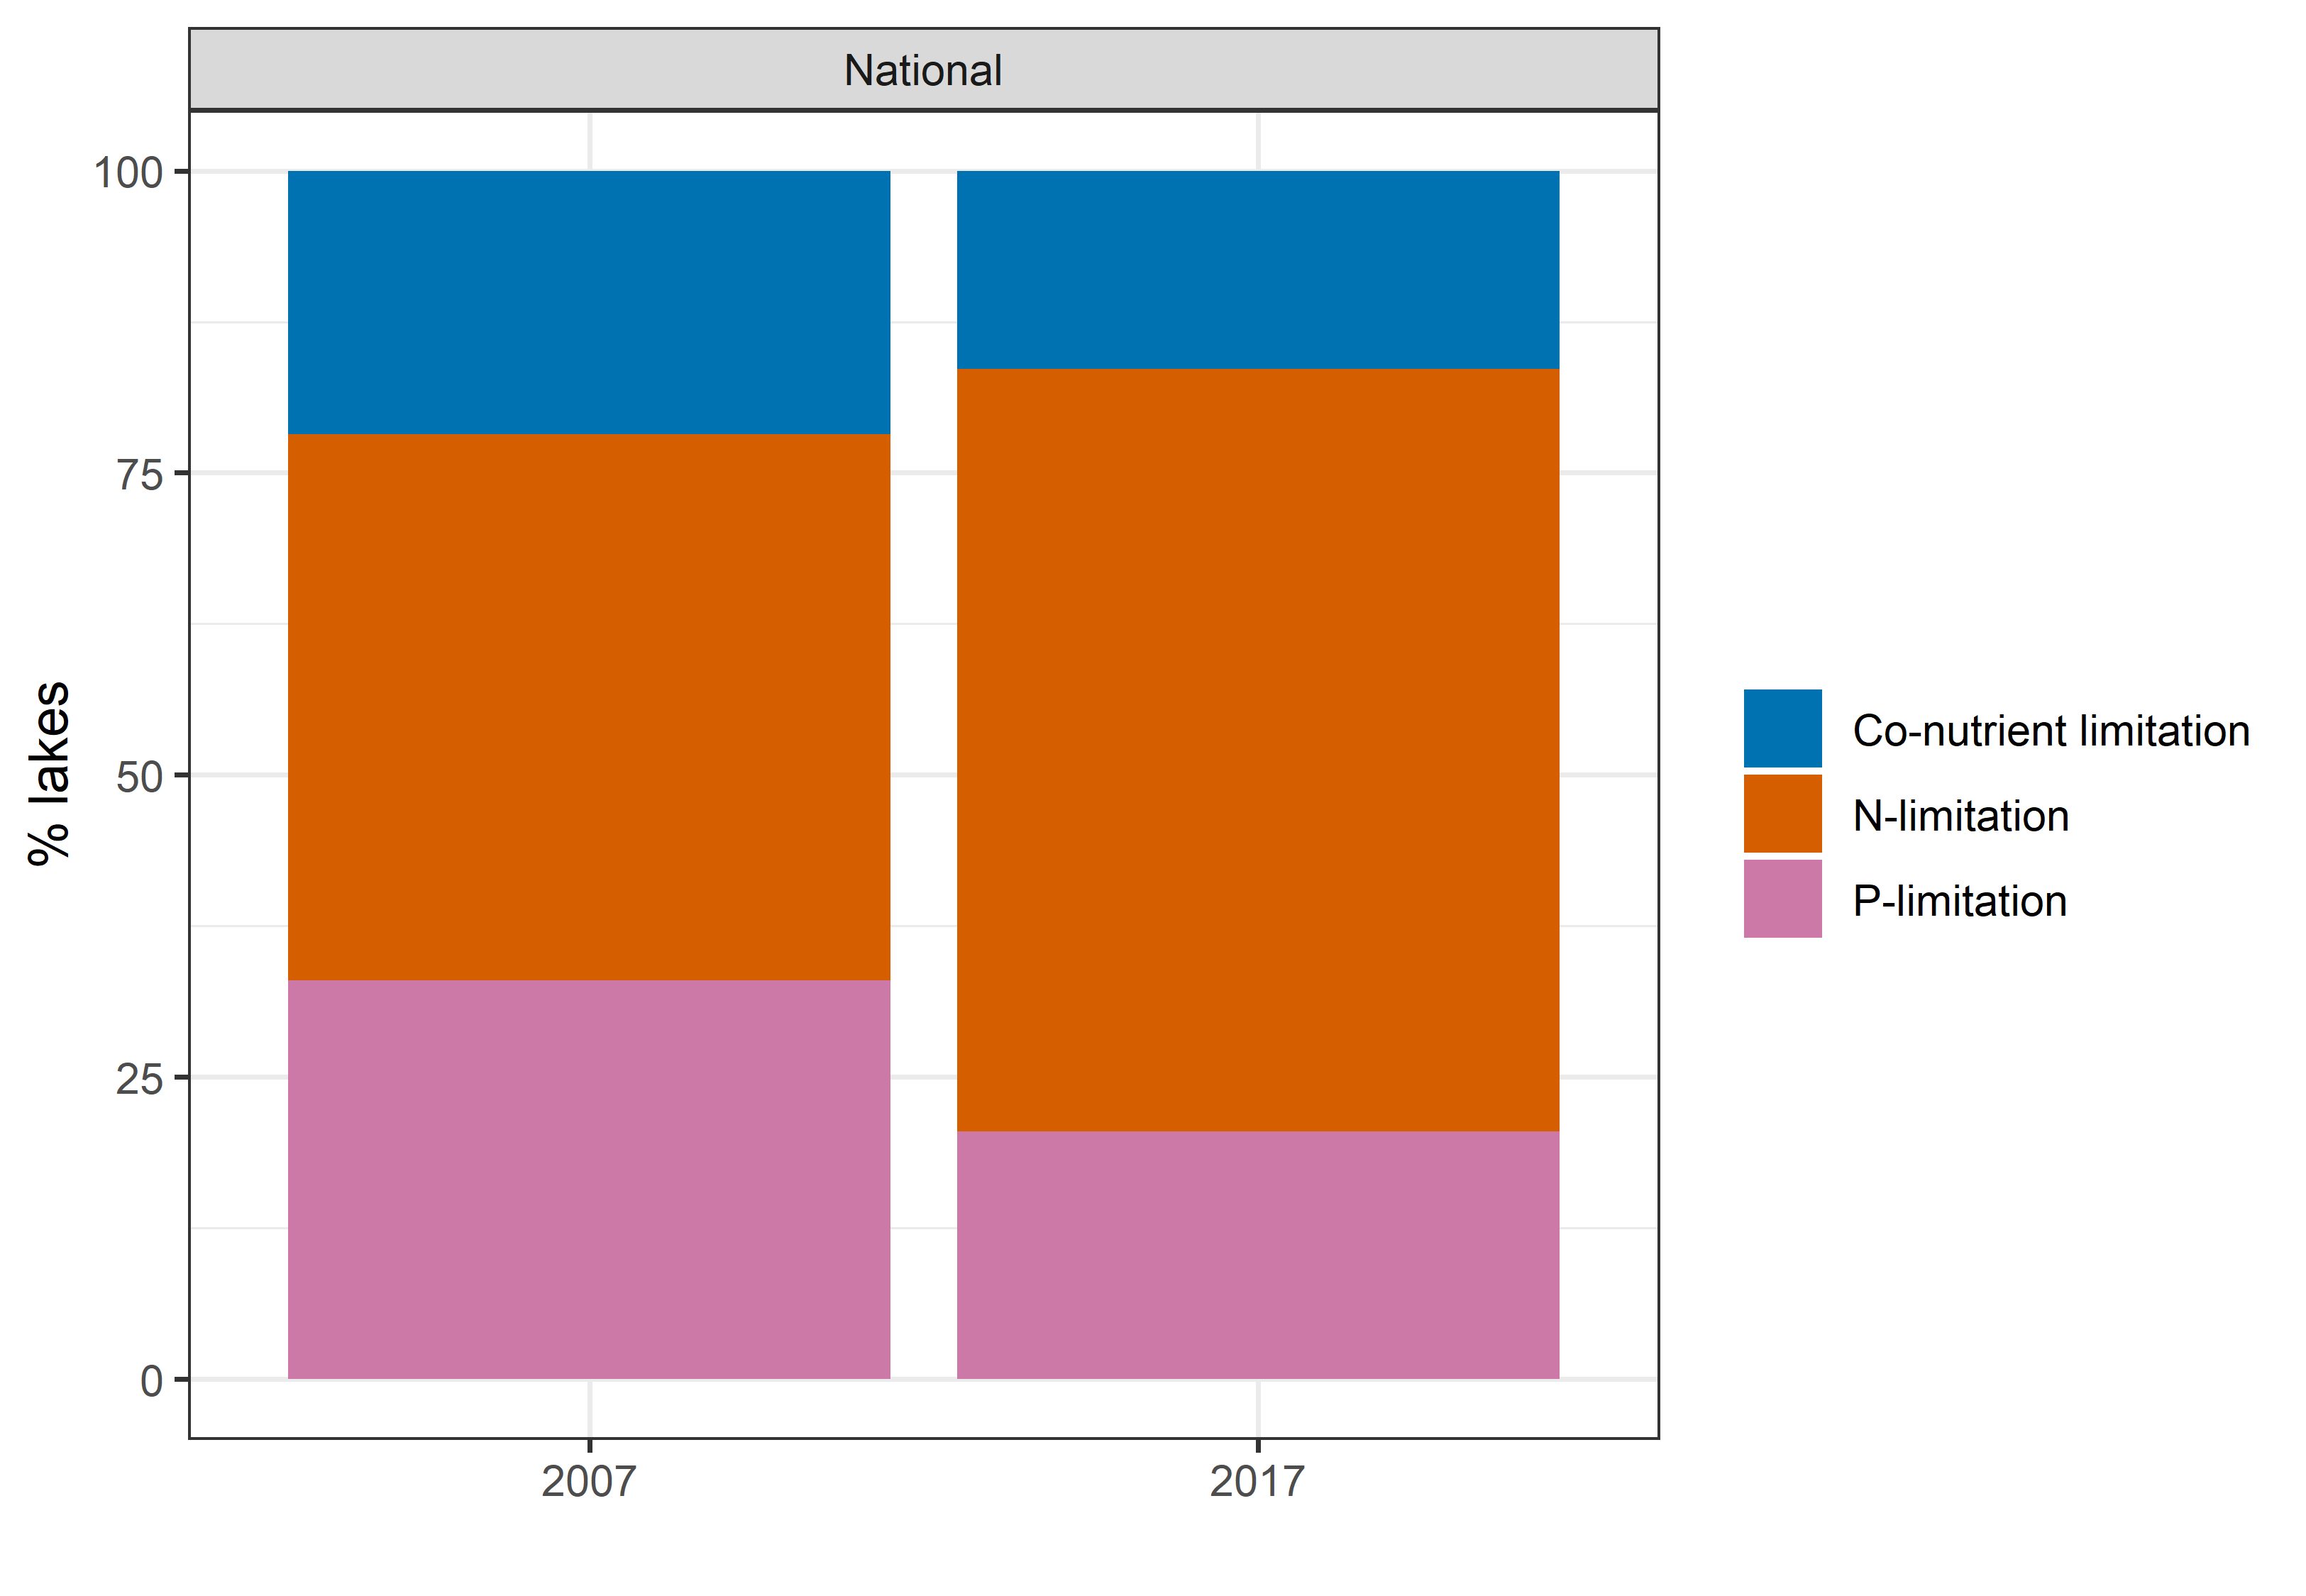 National
% lakes
100
75
50
25
0
2007
2017
Co-nutrient limitation
N-limitation
P-limitation